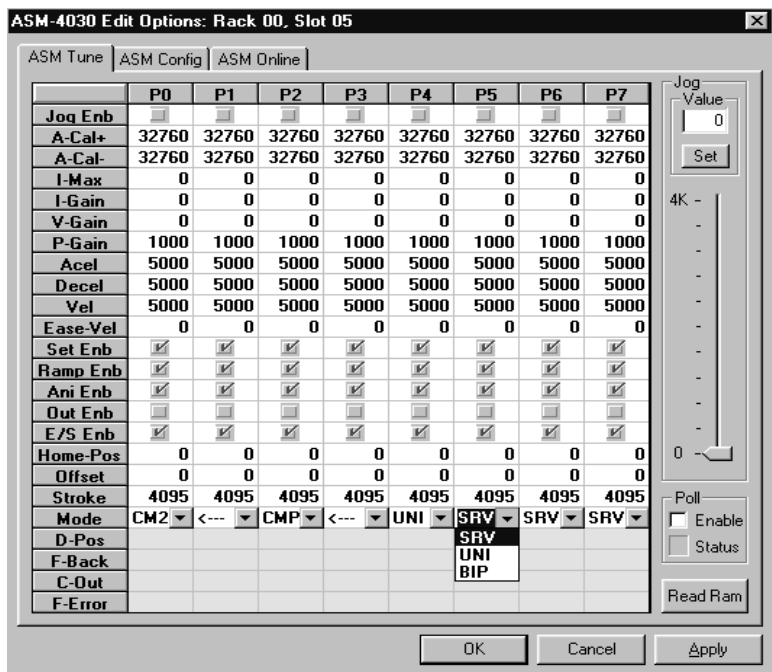 ASM-4030 Edit Options: Rack 00, Slot 05
ASM Tune ASM Config ASM Online
P0 P1 P2 P3 P4 P5 P6 P7
Jog Enb
A-Cal+ 32760 32760 32760 32760 32760 32760 32760 32760
A-Cal- 32760 32760 32760 32760 32760 32760 32760 32760
I-Max 0 0 0 0 0 0 0 0
I-Gain 0 0 0 0 0 0 0 0
V-Gain 0 0 0 0 0 0 0 0
P-Gain 1000 1000 1000 1000 1000 1000 1000 1000
Acel 5000 5000 5000 5000 5000 5000 5000 5000
Decel 5000 5000 5000 5000 5000 5000 5000 5000
Vel 5000 5000 5000 5000 5000 5000 5000 5000
Ease-Vel 0 0 0 0 0 0 0 0
Set Enb
Ramp Enb
Ani Enb
Out Enb
E/S Enb
Home-Pos 0 0 0 0 0 0 0 0
Offset 0 0 0 0 0 0 0 0
Stroke 4095 4095 4095 4095 4095 4095 4095 4095
Mode CM2 <--- CMP <--- UNI SRV SRV SRV
SRV
UNI
BIP
D-Pos
F-Back
C-Out
F-Error
Jog
Value
0
Set
4K
0
Poll
Enable
Status
Read Ram
OK Cancel Apply